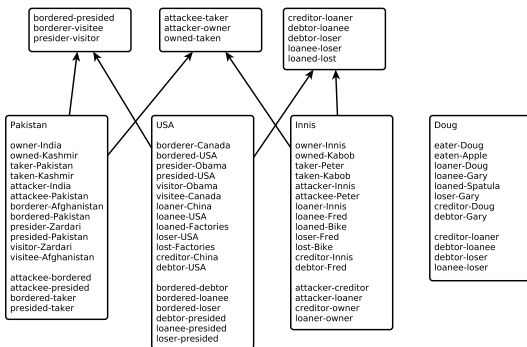 bordered-presided
borderer-visitee
presider-visitor
attackee-taker
attacker-owner
owned-taken
creditor-loaner
debtor-loanee
debtor-loser
loanee-loser
loaned-lost
Pakistan
owner-India
owned-Kashmir
taker-Pakistan
taken-Kashmir
attacker-India
attackee-Pakistan
borderer-Afghanistan
bordered-Pakistan
presider-Zardari
presided-Pakistan
visitor-Zardari
visitee-Afghanistan
attackee-bordered
attackee-presided
bordered-taker
presided-taker
USA
borderer-Canada
bordered-USA
presider-Obama
presided-USA
visitor-Obama
visitee-Canada
loaner-China
loanee-USA
loaned-Factories
loser-USA
lost-Factories
creditor-China
debtor-USA
bordered-debtor
bordered-loanee
bordered-loser
debtor-presided
loanee-presided
loser-presided
Innis
owner-Innis
owned-Kabob
taker-Peter
taken-Kabob
attacker-Innis
attackee-Peter
loaner-Innis
loanee-Fred
loaned-Bike
loser-Fred
lost-Bike
creditor-Innis
debtor-Fred
attacker-creditor
attacker-loaner
creditor-owner
loaner-owner
Doug
eater-Doug
eaten-Apple
loaner-Doug
loanee-Gary
loaned-Spatula
loser-Gary
creditor-Doug
debtor-Gary
creditor-loaner
debtor-loanee
debtor-loser
loanee-loser